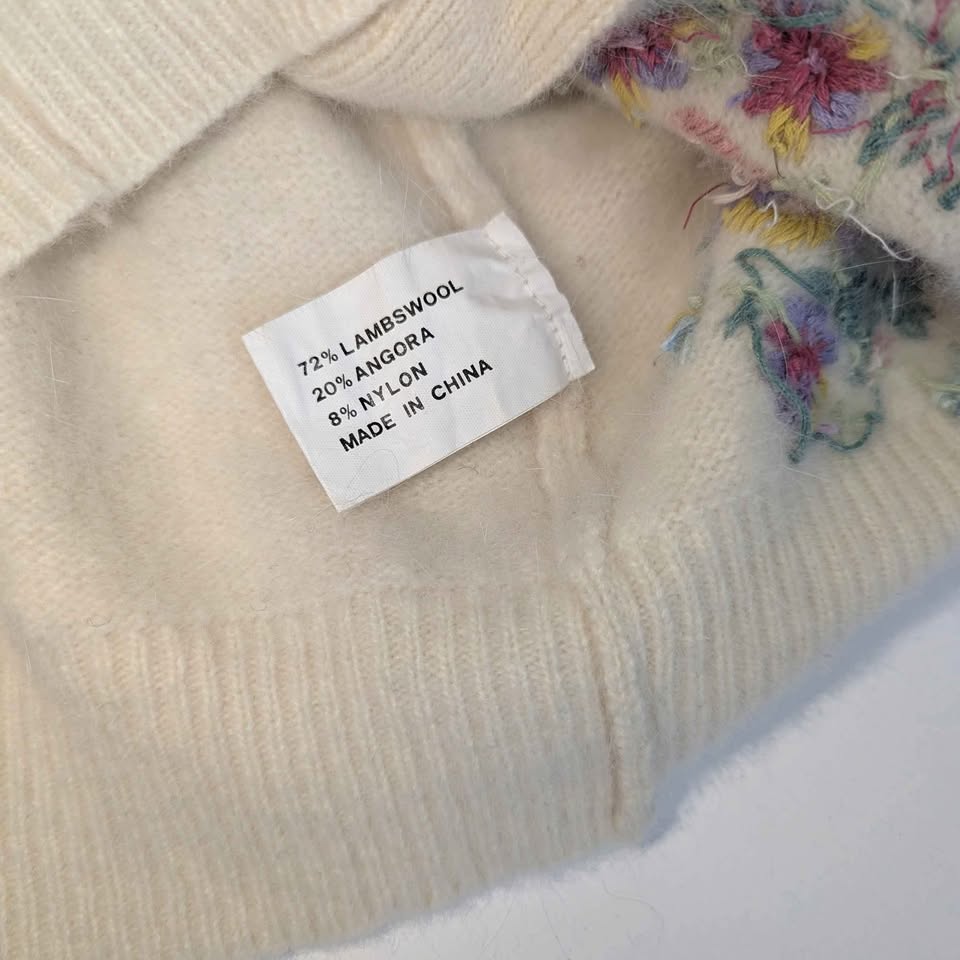 72% LAMBSWOOL
20% ANGORA
8% NYLON
MADE IN CHINA